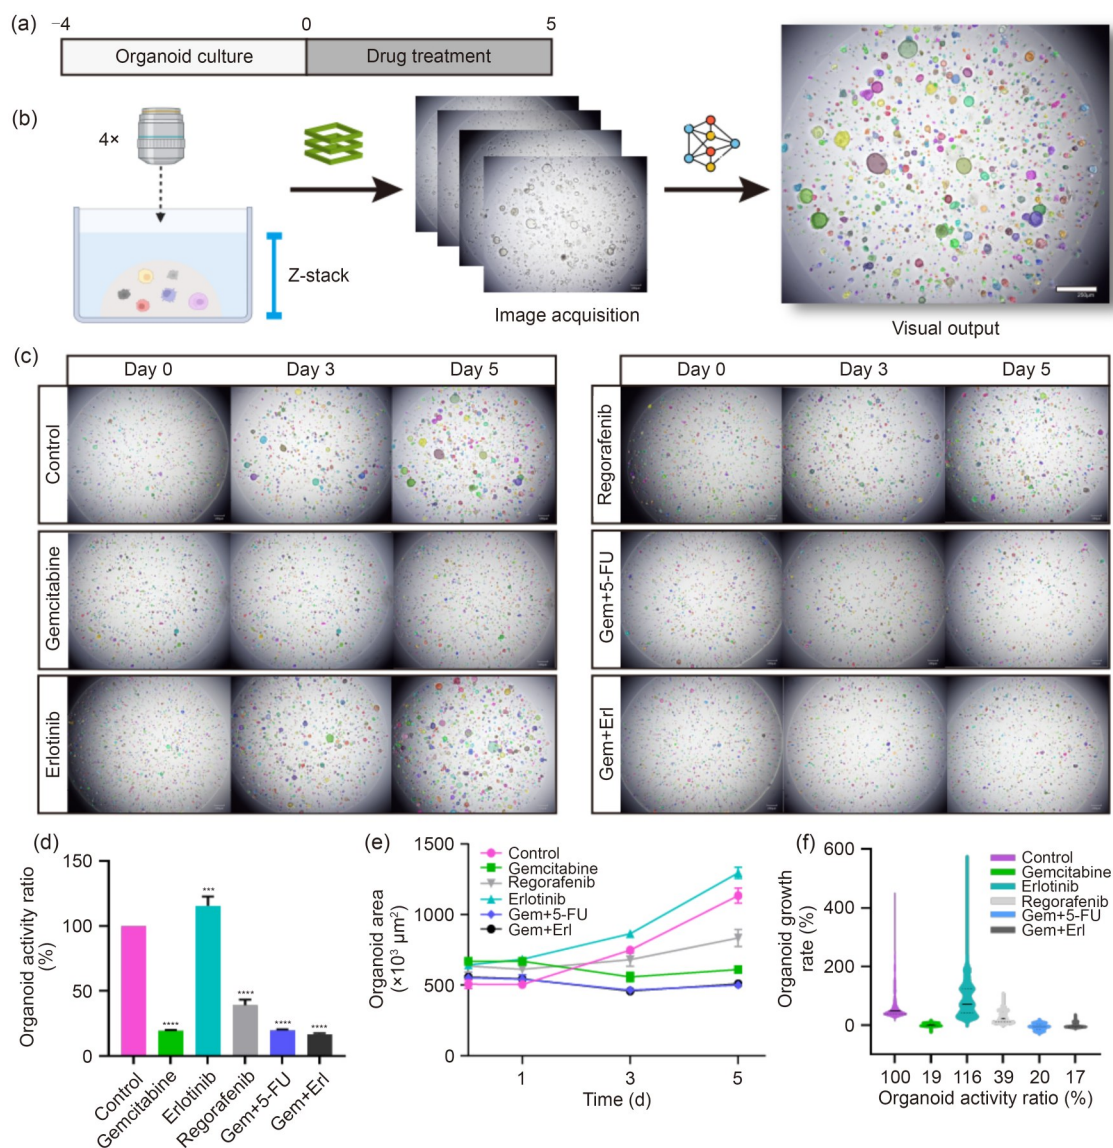 (a)
−4
0
5
Organoid culture
Drug treatment
(b)
4×
Z-stack
Image acquisition
Visual output
(c)
Day 0
Day 3
Day 5
Control
Gemcitabine
Erlotinib
Day 0
Day 3
Day 5
Regorafenib
Gem+5-FU
Gem+Erl
(d)
Organoid activity ratio
(%)
150
100
50
0
***
****
****
****
****
Control
Gemcitabine
Erlotinib
Regorafenib
Gem+5-FU
Gem+Erl
(e)
Organoid area
(×10³ μm²)
1500
1000
500
0
Control
Gemcitabine
Regorafenib
Erlotinib
Gem+5-FU
Gem+Erl
1
3
5
Time (d)
(f)
Organoid growth
rate (%)
600
400
200
0
Control
Gemcitabine
Erlotinib
Regorafenib
Gem+5-FU
Gem+Erl
100 19 116 39 20 17
Organoid activity ratio (%)